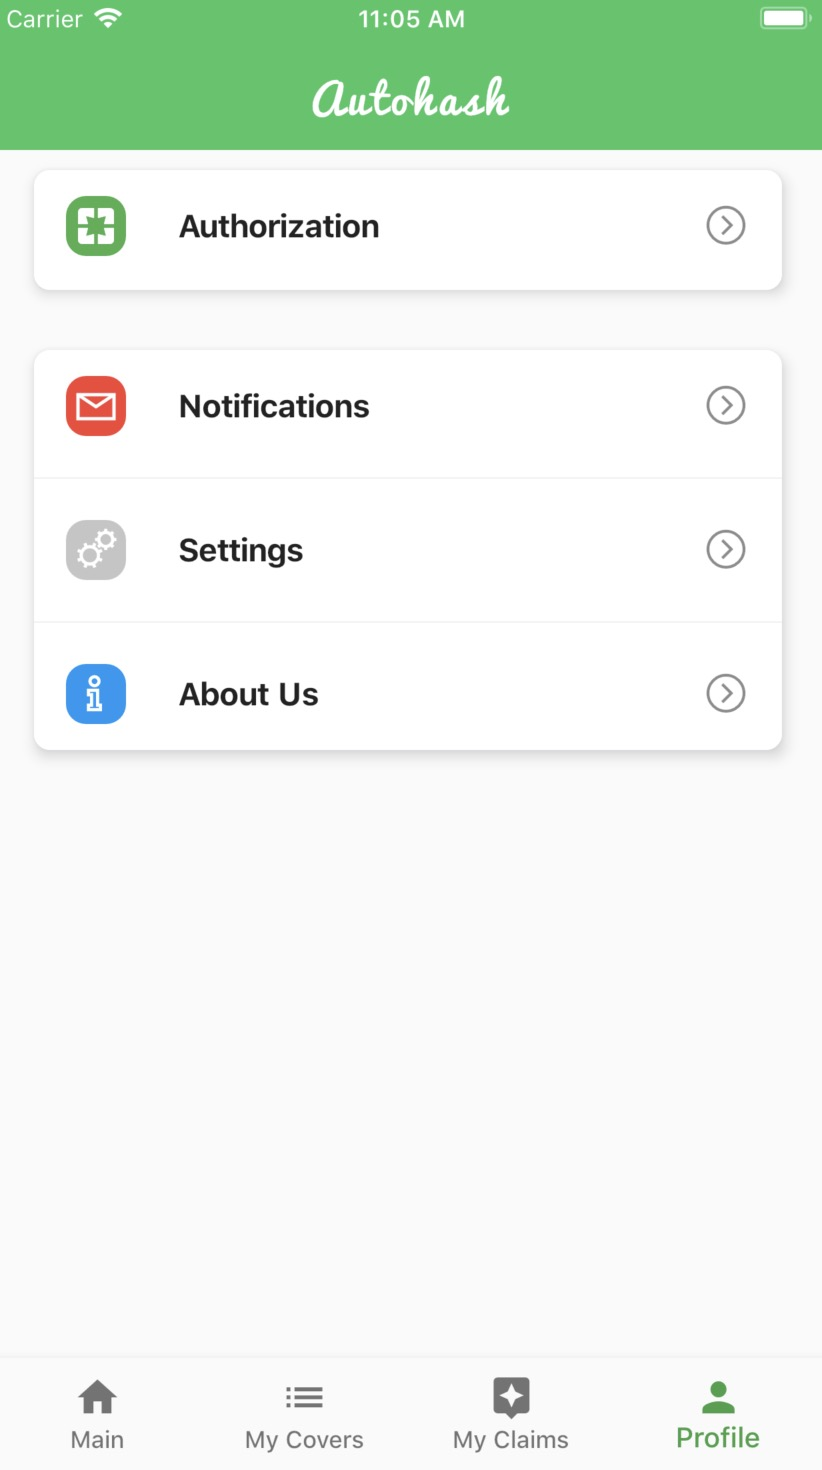 Carrier 11:05 AM
Autohash
Authorization
Notifications
Settings
About Us
Main My Covers My Claims Profile